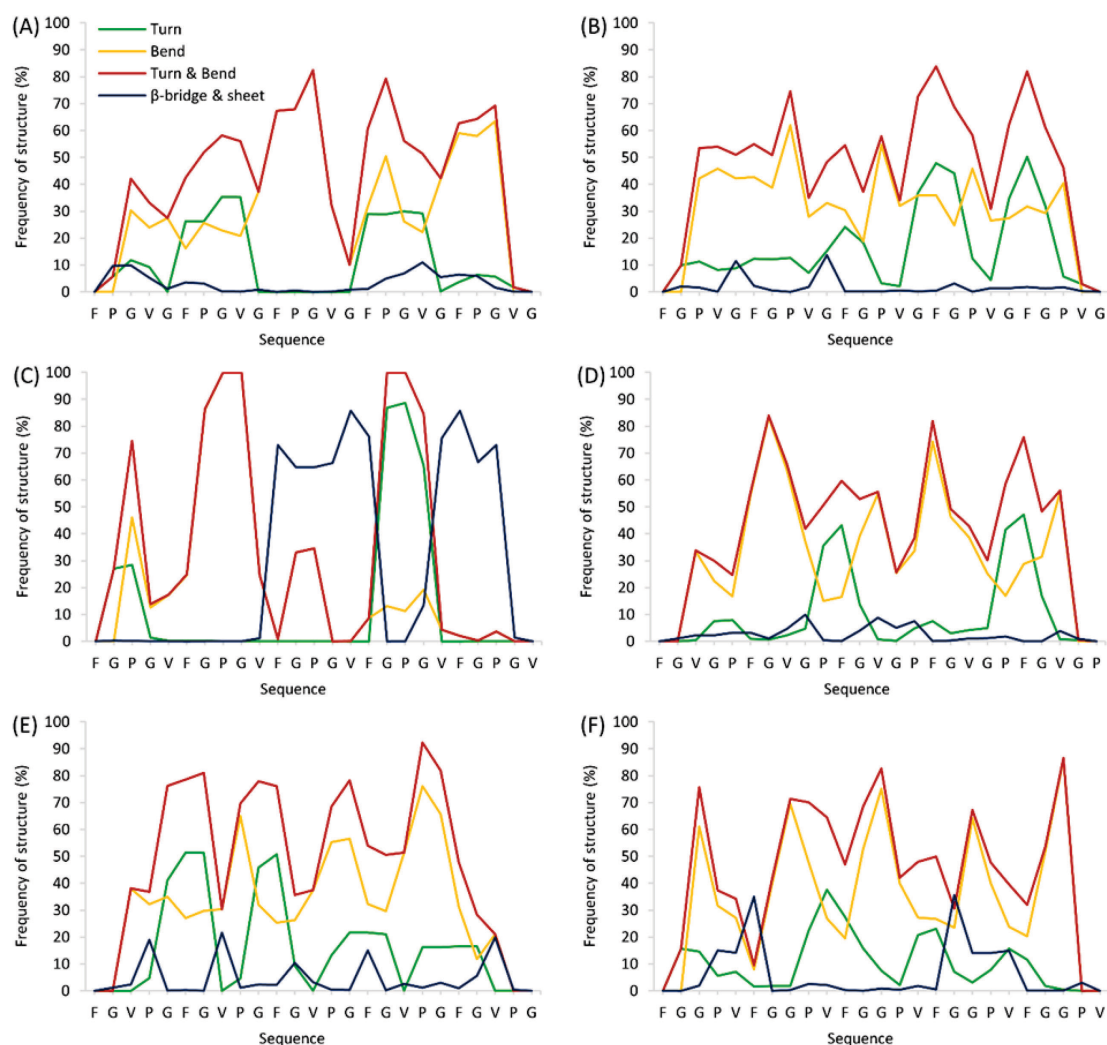 (A)
Frequency of structure (%)
100
90
80
70
60
50
40
30
20
10
0
Turn
Bend
Turn & Bend
β-bridge & sheet
F P G V G F P G V G F P G V G F P G V G F P G V G
Sequence
(B)
Frequency of structure (%)
100
90
80
70
60
50
40
30
20
10
0
F G P V G F G P V G F G P V G F G P V G F G P V G
Sequence
(C)
Frequency of structure (%)
100
90
80
70
60
50
40
30
20
10
0
F G P G V F G P G V F G P G V F G P G V F G P G V
Sequence
(D)
Frequency of structure (%)
100
90
80
70
60
50
40
30
20
10
0
F G V G P F G V G P F G V G P F G V G P F G V G P
Sequence
(E)
Frequency of structure (%)
100
90
80
70
60
50
40
30
20
10
0
F G V P G F G V P G F G V P G F G V P G F G V P G
Sequence
(F)
Frequency of structure (%)
100
90
80
70
60
50
40
30
20
10
0
F G G P V F G G P V F G G P V F G G P V F G G P V
Sequence